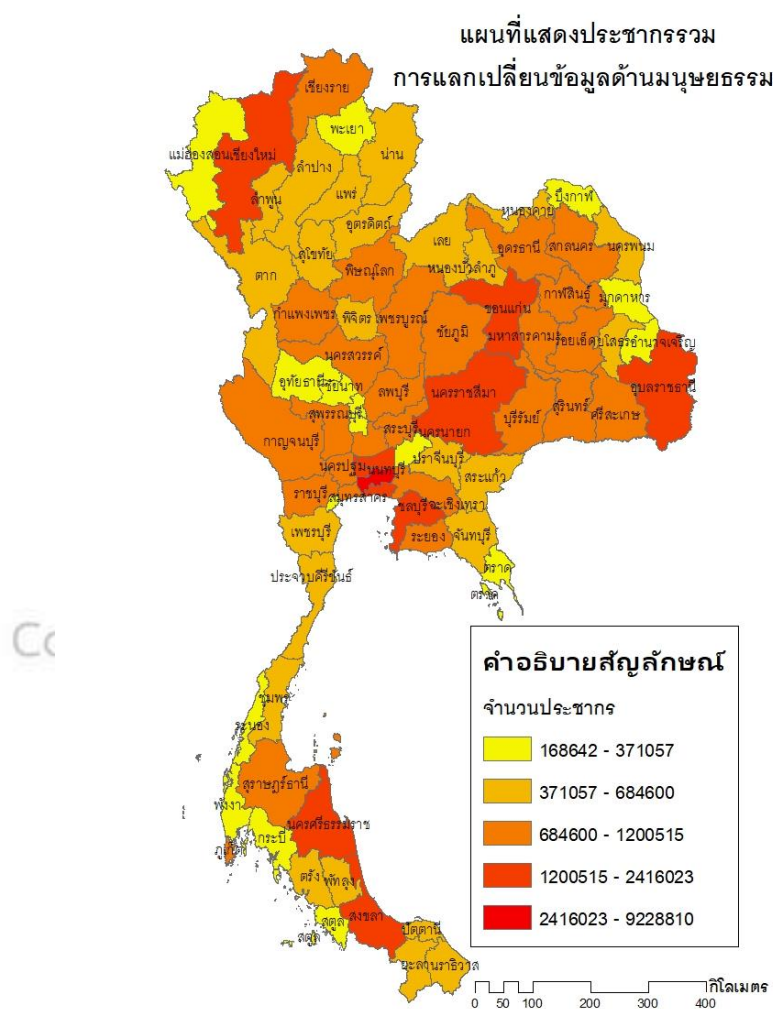 แผนที่แสดงประชากรรวม
การแลกเปลี่ยนข้อมูลด้านมนุษยธรรม
เชียงราย
พะเยา
แม่ฮ่องสอน เชียงใหม่ น่าน
ลำปาง
แพร่
ลำพูน
อุตรดิตถ์
บึงกาฬ
หนองคาย
สุโขทัย เลย อุดรธานี สกลนคร นครพนม
ตาก พิษณุโลก หนองบัวลำภู
กำแพงเพชร พิจิตร เพชรบูรณ์ ขอนแก่น กาฬสินธุ์ มุกดาหาร
ชัยภูมิ มหาสารคาม ร้อยเอ็ด ยโสธร อำนาจเจริญ
นครสวรรค์
อุทัยธานี ชัยนาท ลพบุรี นครราชสีมา อุบลราชธานี
สุพรรณบุรี สระบุรี นครนายก บุรีรัมย์ สุรินทร์ ศรีสะเกษ
กาญจนบุรี
นครปฐม นนทบุรี ปราจีนบุรี
สระแก้ว
ราชบุรี สมุทรสาคร ชลบุรี ฉะเชิงเทรา
เพชรบุรี ระยอง จันทบุรี
ประจวบคีรีขันธ์ ตราด
ตราด
Co
ชุมพร
ระนอง
สุราษฎร์ธานี
พังงา
นครศรีธรรมราช
กระบี่
ภูเก็ต
ตรัง พัทลุง
สตูล สงขลา
สตูล ปัตตานี
ยะลา นราธิวาส
คำอธิบายสัญลักษณ์
จำนวนประชากร
168642 - 371057
371057 - 684600
684600 - 1200515
1200515 - 2416023
2416023 - 9228810
กิโลเมตร
0 50 100 200 300 400